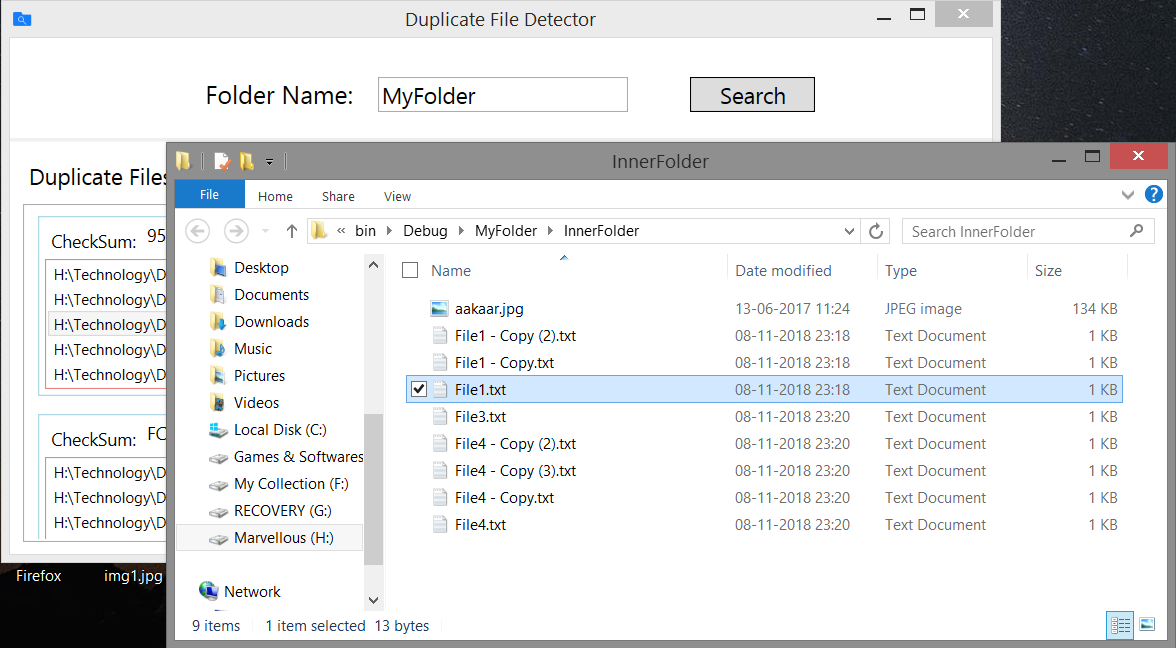 Duplicate File Detector
Folder Name: MyFolder Search
Duplicate Files
CheckSum: 95
H:\Technology\D
H:\Technology\D
H:\Technology\D
H:\Technology\D
H:\Technology\D
CheckSum: FC
H:\Technology\D
H:\Technology\D
H:\Technology\D
Firefox img1.jpg
InnerFolder
File Home Share View
« bin Debug MyFolder InnerFolder Search InnerFolder
Desktop
Documents
Downloads
Music
Pictures
Videos
Local Disk (C:)
Games & Softwares
My Collection (F:)
RECOVERY (G:)
Marvellous (H:)
Network
Name Date modified Type Size
aakaar.jpg 13-06-2017 11:24 JPEG image 134 KB
File1 - Copy (2).txt 08-11-2018 23:18 Text Document 1 KB
File1 - Copy.txt 08-11-2018 23:18 Text Document 1 KB
File1.txt 08-11-2018 23:18 Text Document 1 KB
File3.txt 08-11-2018 23:20 Text Document 1 KB
File4 - Copy (2).txt 08-11-2018 23:20 Text Document 1 KB
File4 - Copy (3).txt 08-11-2018 23:20 Text Document 1 KB
File4 - Copy.txt 08-11-2018 23:20 Text Document 1 KB
File4.txt 08-11-2018 23:20 Text Document 1 KB
9 items 1 item selected 13 bytes